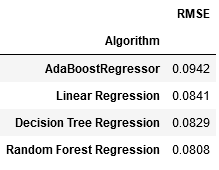 RMSE
Algorithm
AdaBoostRegressor 0.0942
Linear Regression 0.0841
Decision Tree Regression 0.0829
Random Forest Regression 0.0808